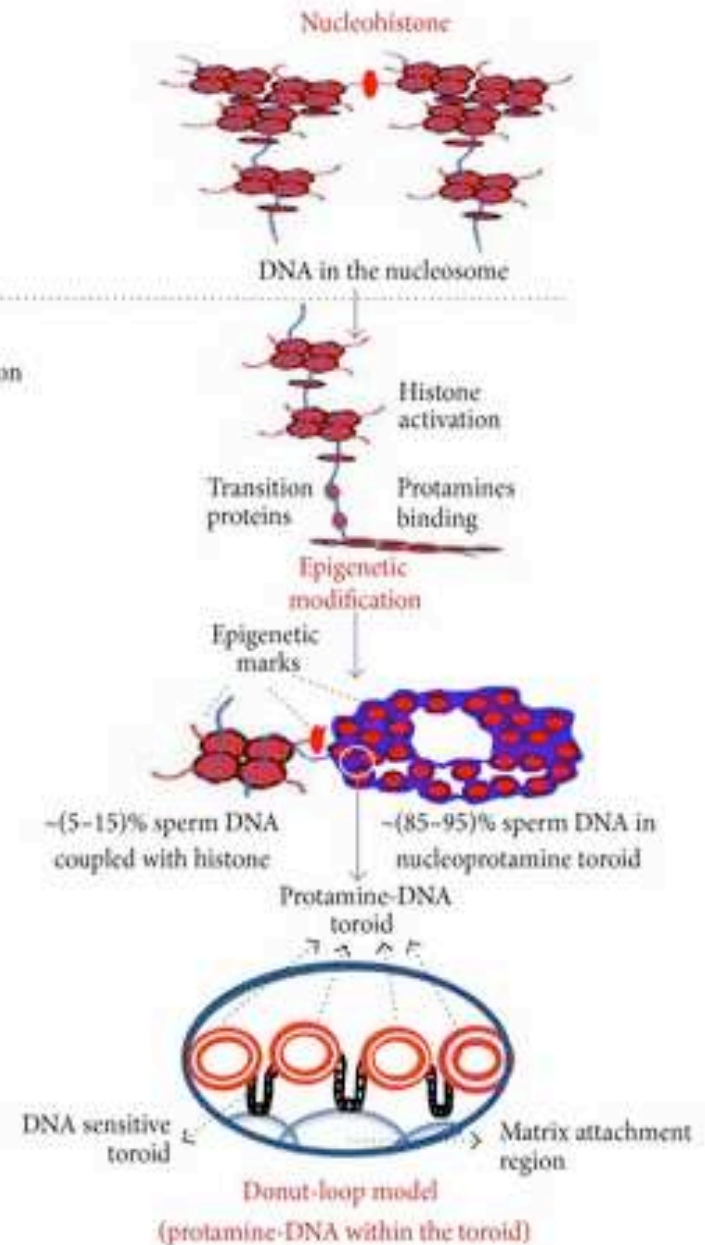 Nucleohistone
DNA in the nucleosome
on
Histone
activation
Transition
proteins
Protamines
binding
Epigenetic
modification
Epigenetic
marks
~(5–15)% sperm DNA
coupled with histone
~(85–95)% sperm DNA in
nucleoprotamine toroid
Protamine-DNA
toroid
DNA sensitive
toroid
Matrix attachment
region
Donut-loop model
(protamine-DNA within the toroid)